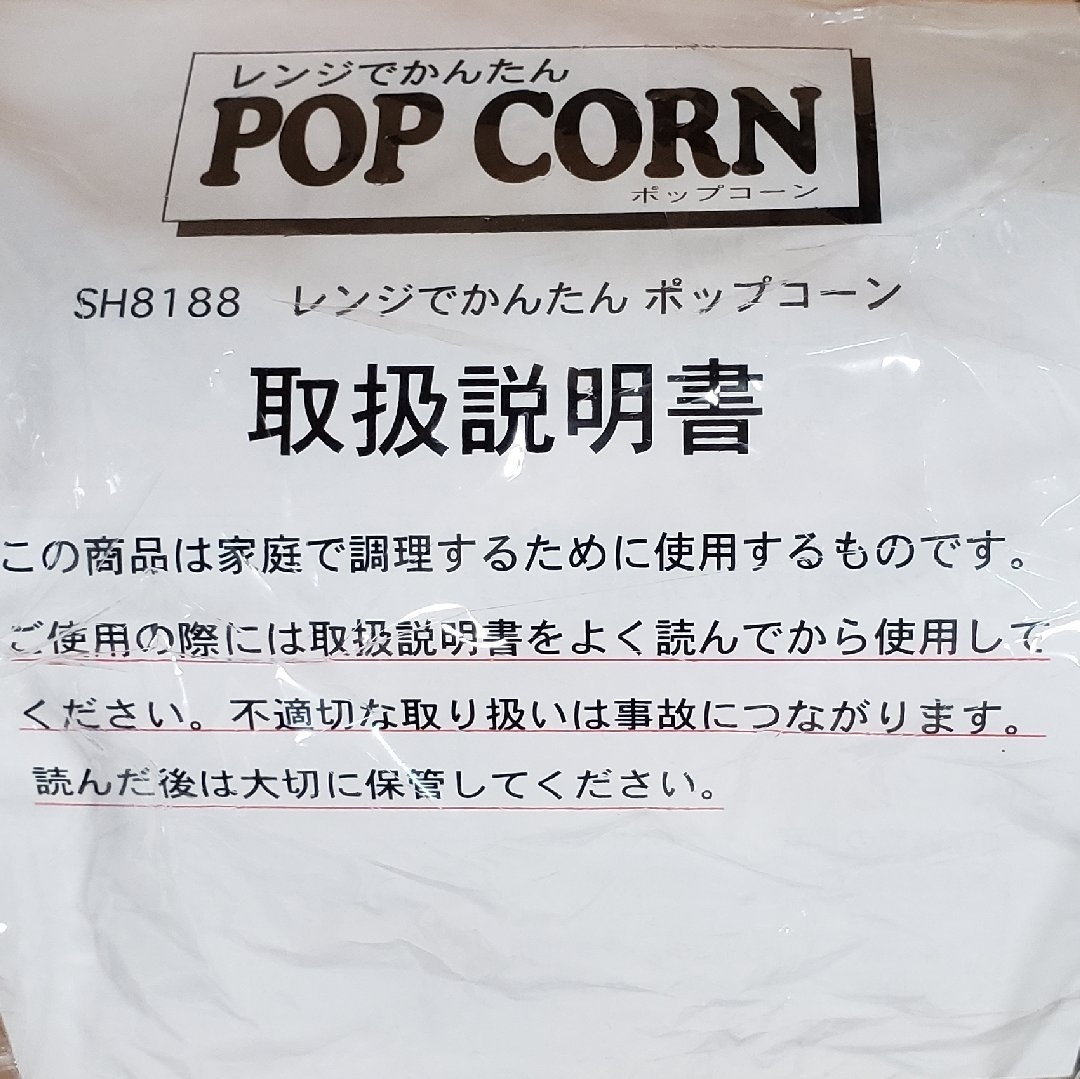 レンジでかんたん
POP CORN
ポップコーン
SH8188 レンジでかんたん ポップコーン
取扱説明書
この商品は家庭で調理するために使用するものです。
ご使用の際には取扱説明書をよく読んでから使用して
ください。不適切な取り扱いは事故につながります。
読んだ後は大切に保管してください。